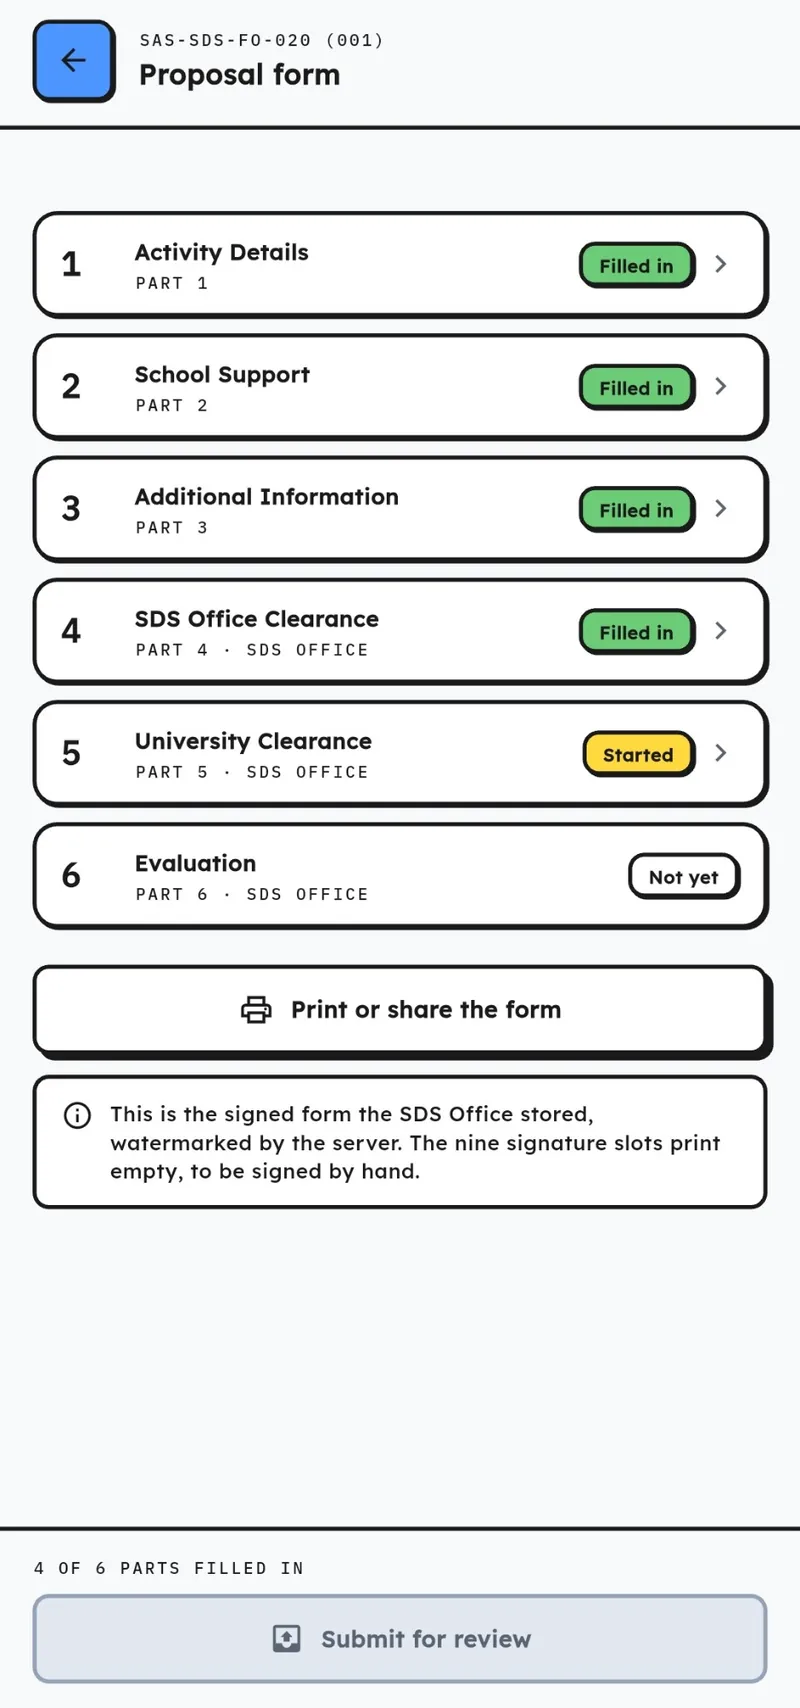 SAS-SDS-FO-020 (001)
Proposal form
1
Activity Details
PART 1
Filled in
2
School Support
PART 2
Filled in
3
Additional Information
PART 3
Filled in
4
SDS Office Clearance
PART 4 · SDS OFFICE
Filled in
5
University Clearance
PART 5 · SDS OFFICE
Started
6
Evaluation
PART 6 · SDS OFFICE
Not yet
Print or share the form
This is the signed form the SDS Office stored,
watermarked by the server. The nine signature slots print
empty, to be signed by hand.
4 OF 6 PARTS FILLED IN
Submit for review